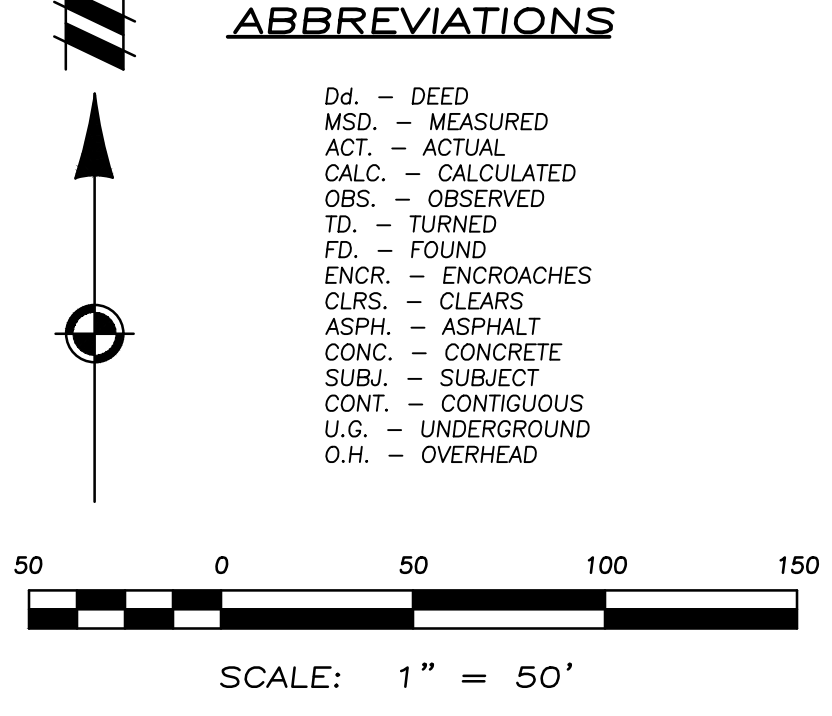 ABBREVIATIONS
Dd. – DEED
MSD. – MEASURED
ACT. – ACTUAL
CALC. – CALCULATED
OBS. – OBSERVED
TD. – TURNED
FD. – FOUND
ENCR. – ENCROACHES
CLRS. – CLEARS
ASPH. – ASPHALT
CONC. – CONCRETE
SUBJ. – SUBJECT
CONT. – CONTIGUOUS
U.G. – UNDERGROUND
O.H. – OVERHEAD
50 0 50 100 150
SCALE: 1” = 50’